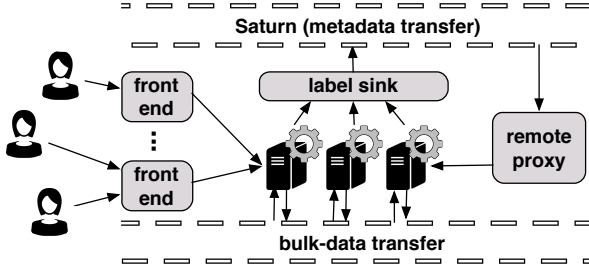 Saturn (metadata transfer)
front
end
label sink
remote
proxy
front
end
bulk-data transfer